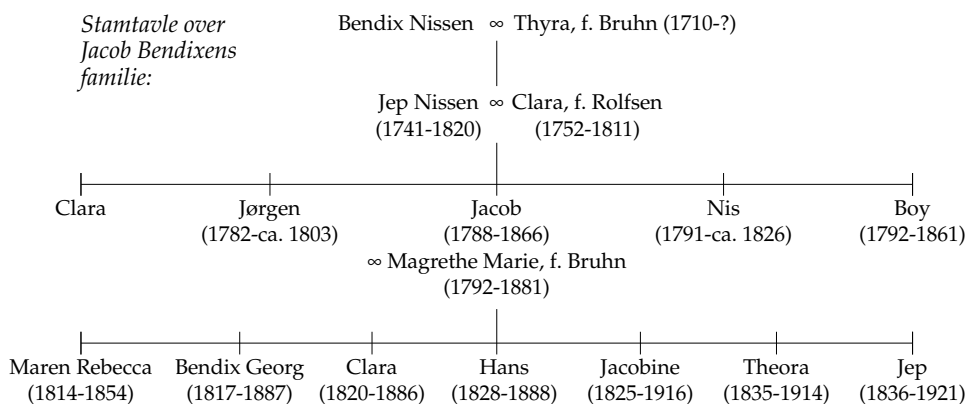 Stamtavle over
Jacob Bendixens
familie:
Bendix Nissen ∞ Thyra, f. Bruhn (1710-?)
Jep Nissen ∞ Clara, f. Rolfsen
(1741-1820) (1752-1811)
Clara Jørgen Jacob Nis Boy
(1782-ca. 1803) (1788-1866) (1791-ca. 1826) (1792-1861)
∞ Magrethe Marie, f. Bruhn
(1792-1881)
Maren Rebecca Bendix Georg Clara Hans Jacobine Theora Jep
(1814-1854) (1817-1887) (1820-1886) (1828-1888) (1825-1916) (1835-1914) (1836-1921)